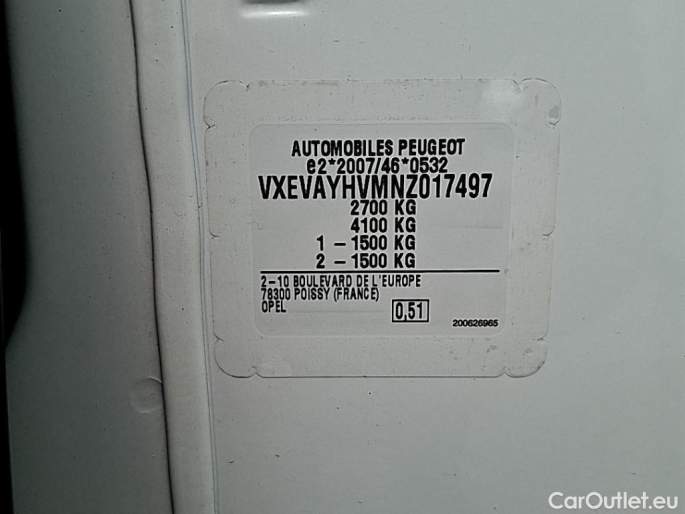 AUTOMOBILES PEUGEOT
e2*2007/46*0532
VXEVAYHVMNZ017497
2700 KG
4100 KG
1 - 1500 KG
2 - 1500 KG
2-10 BOULEVARD DE L'EUROPE
78300 POISSY (FRANCE)
OPEL
0,51
200626965
CarOutlet.eu